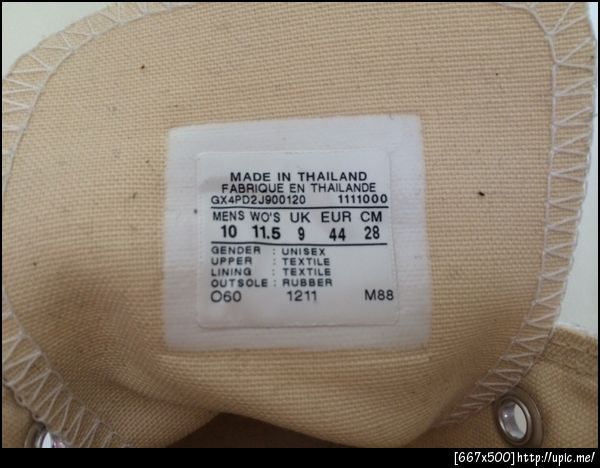 MADE IN THAILAND
FABRIQUE EN THAILANDE
GX4PD2J900120 1111000
MENS WO'S UK EUR CM
10 11.5 9 44 28
GENDER : UNISEX
UPPER : TEXTILE
LINING : TEXTILE
OUTSOLE : RUBBER
O60 1211 M88
[667x500]http://upic.me/